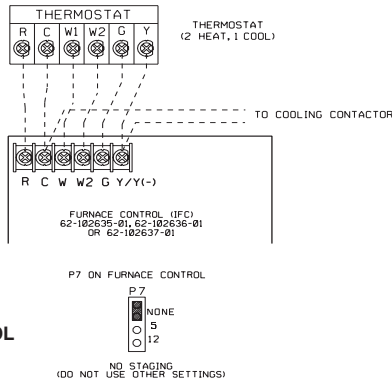 THERMOSTAT
R C W1 W2 G Y
THERMOSTAT
(2 HEAT, 1 COOL)
TO COOLING CONTACTOR
R C W W2 G Y/Y(-)
FURNACE CONTROL (IFC)
62-102635-01, 62-102636-01
OR 62-102637-01
P7 ON FURNACE CONTROL
P7
NONE
5
12
OL
NO STAGING
(DO NOT USE OTHER SETTINGS)